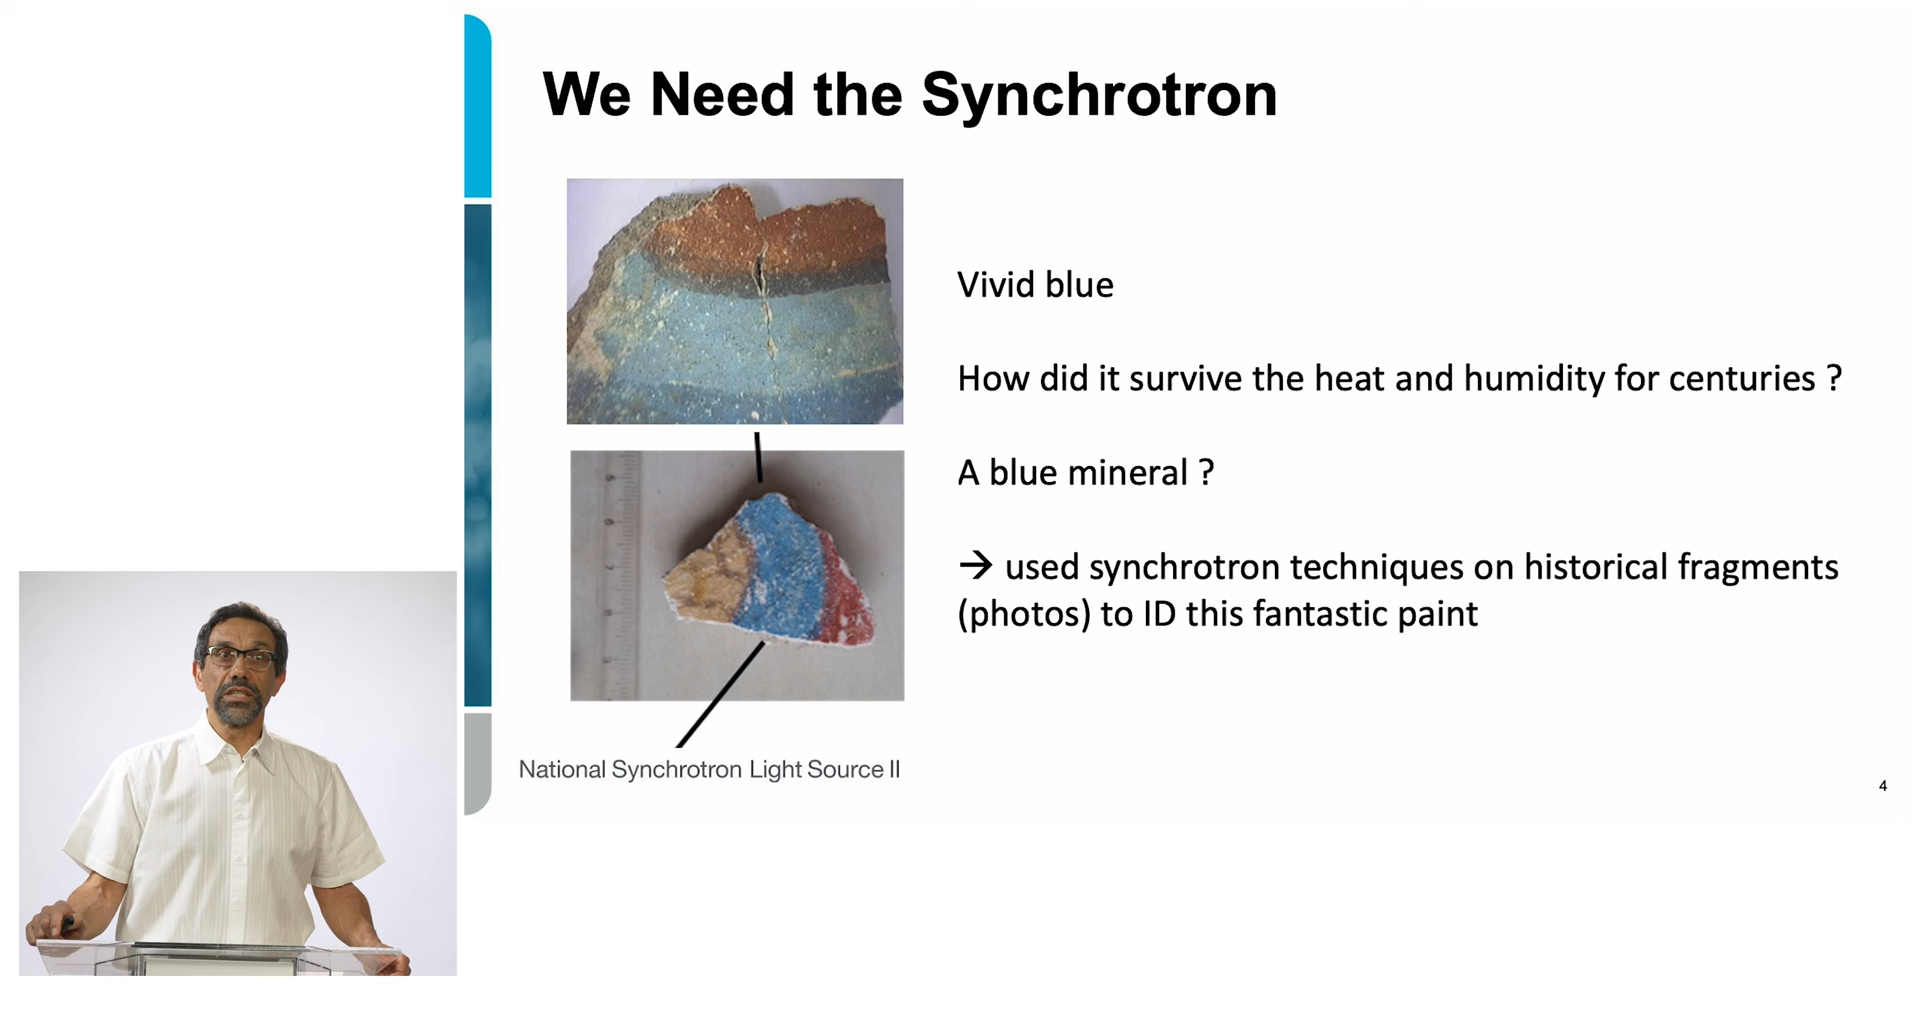 We Need the Synchrotron
Vivid blue
How did it survive the heat and humidity for centuries ?
A blue mineral ?
→ used synchrotron techniques on historical fragments
(photos) to ID this fantastic paint
National Synchrotron Light Source II
4